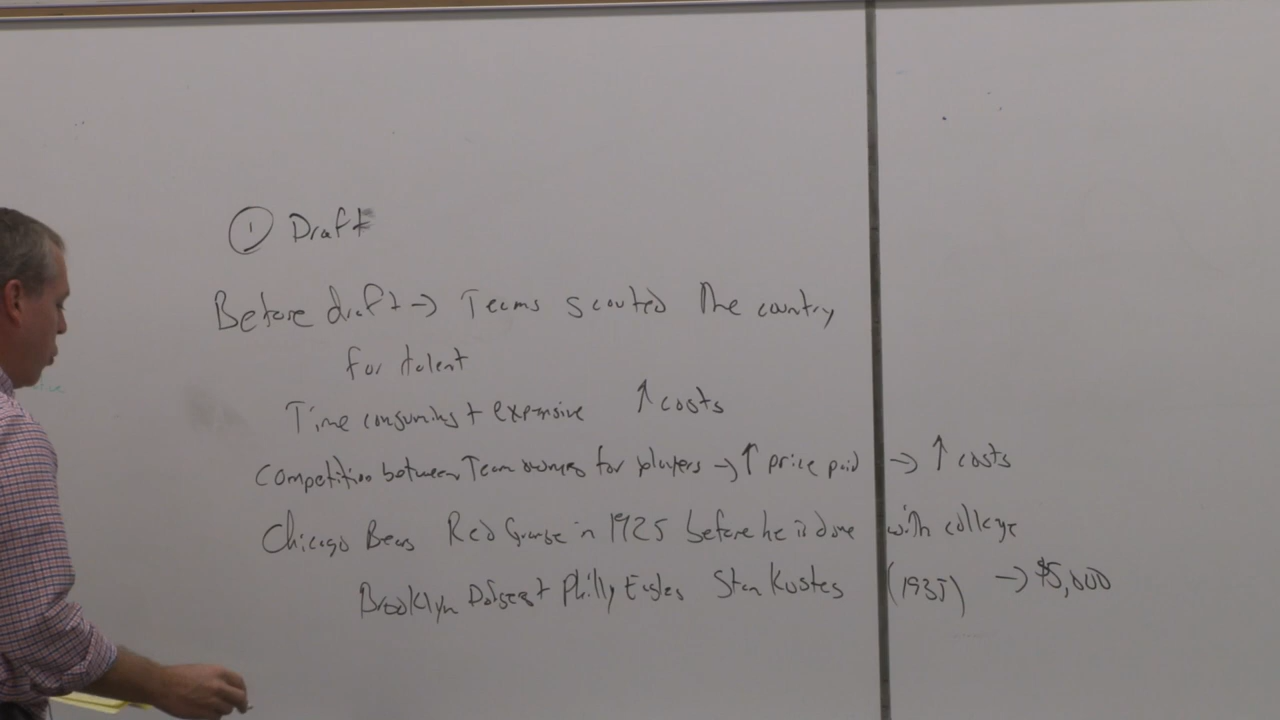 ① Draft
Before draft → Teams scouted the country
for talent
Time consuming + expensive ↑ costs
Competition between Team owners for players → ↑ price paid → ↑ costs
Chicago Bears Red Grange in 1925 before he is done with college
Brooklyn Dodgers + Philly Eagles Stan Kostes (1935) → $5,000